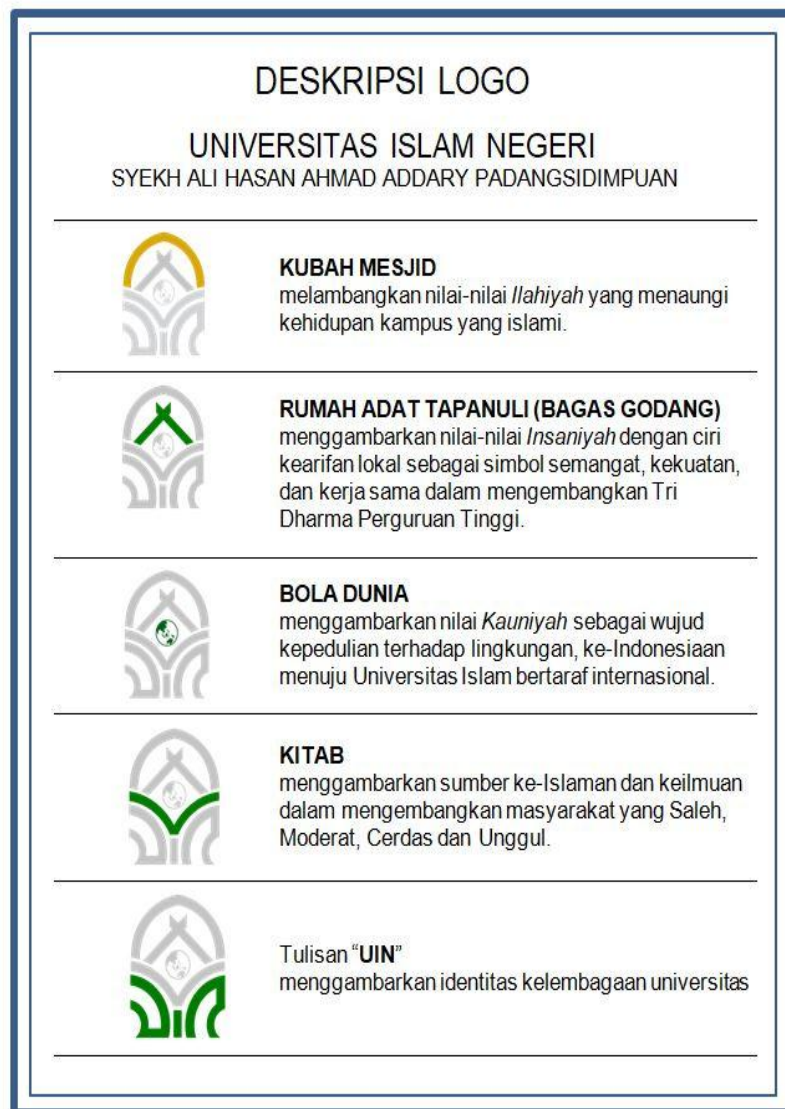 DESKRIPSI LOGO
UNIVERSITAS ISLAM NEGERI
SYEKH ALI HASAN AHMAD ADDARY PADANGSIDIMPUAN
KUBAH MESJID
melambangkan nilai-nilai Ilahiyah yang menaungi
kehidupan kampus yang islami.
RUMAH ADAT TAPANULI (BAGAS GODANG)
menggambarkan nilai-nilai Insaniyah dengan ciri
kearifan lokal sebagai simbol semangat, kekuatan,
dan kerja sama dalam mengembangkan Tri
Dharma Perguruan Tinggi.
BOLA DUNIA
menggambarkan nilai Kauniyah sebagai wujud
kepedulian terhadap lingkungan, ke-Indonesiaan
menuju Universitas Islam bertaraf internasional.
KITAB
menggambarkan sumber ke-Islaman dan keilmuan
dalam mengembangkan masyarakat yang Saleh,
Moderat, Cerdas dan Unggul.
Tulisan “UIN”
menggambarkan identitas kelembagaan universitas